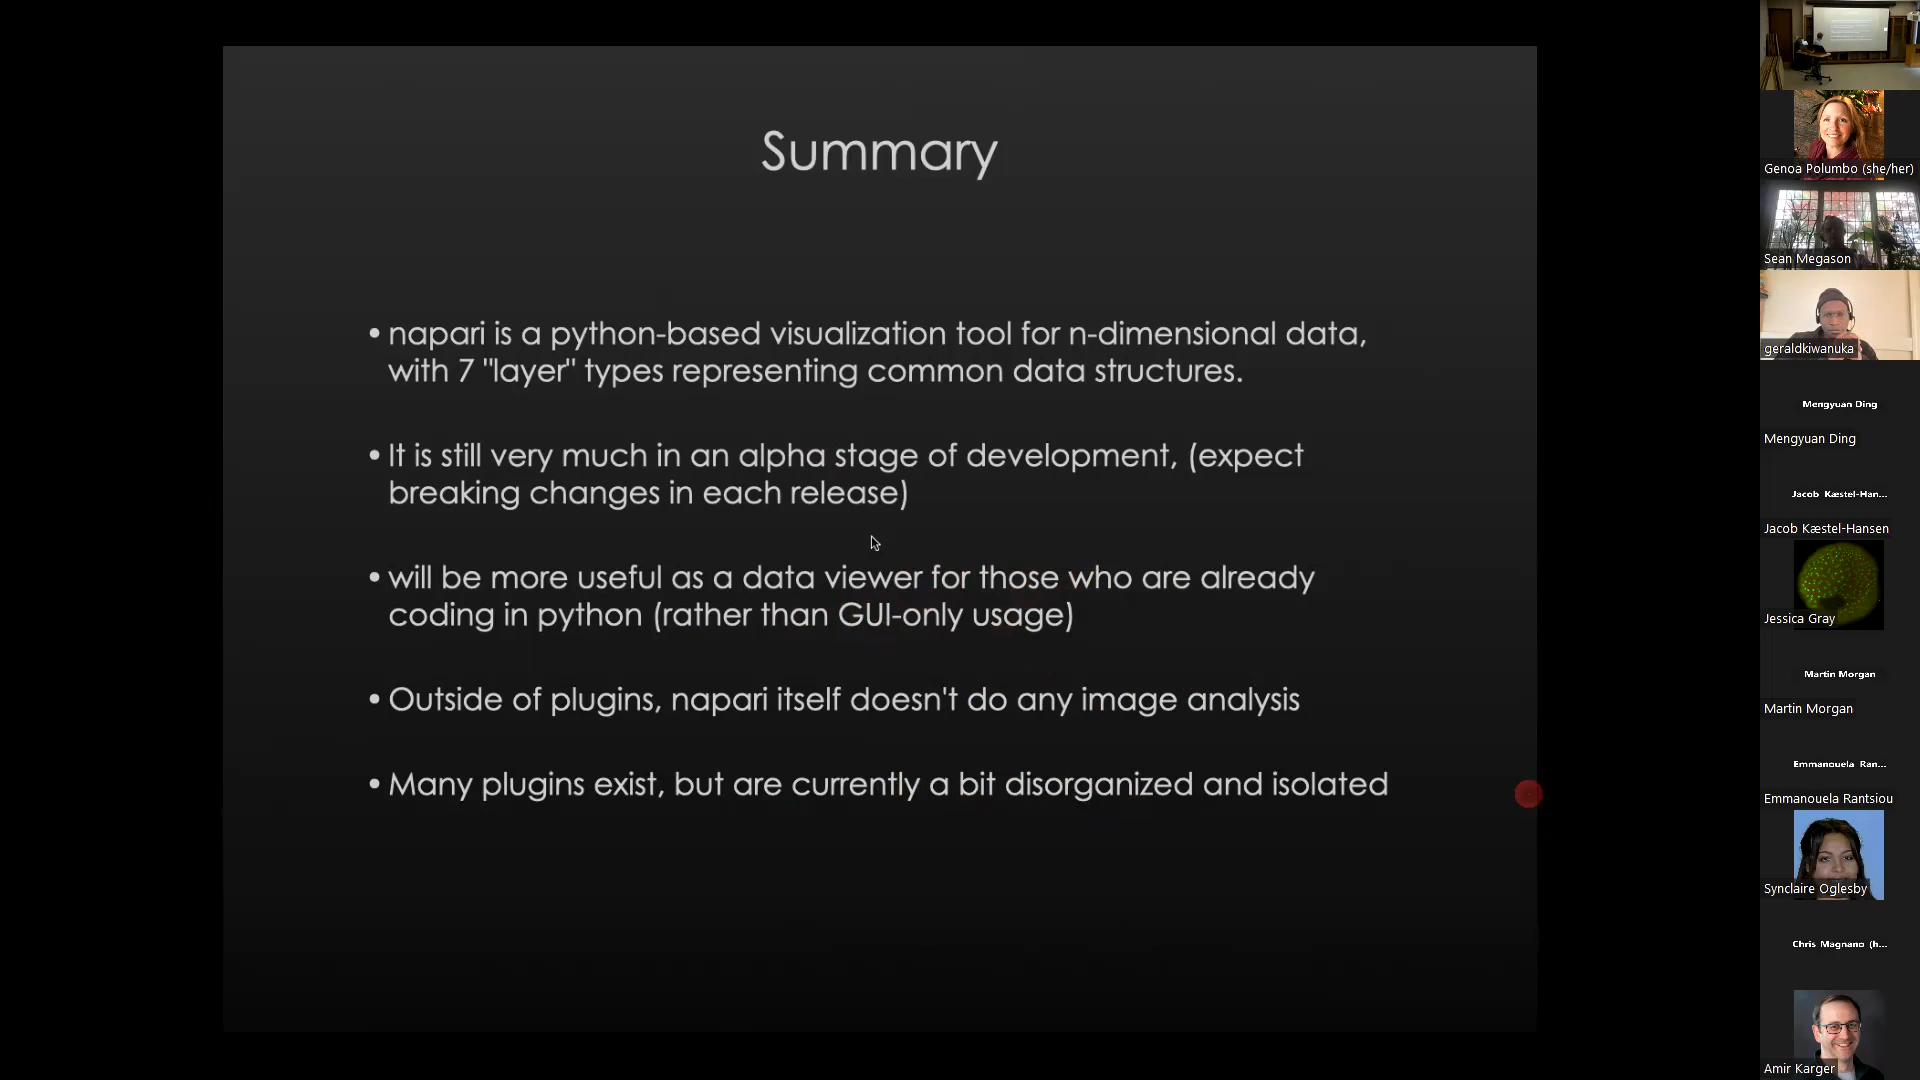 Summary
• napari is a python-based visualization tool for n-dimensional data,
with 7 "layer" types representing common data structures.
• It is still very much in an alpha stage of development, (expect
breaking changes in each release)
• will be more useful as a data viewer for those who are already
coding in python (rather than GUI-only usage)
• Outside of plugins, napari itself doesn't do any image analysis
• Many plugins exist, but are currently a bit disorganized and isolated
Genoa Polumbo (she/her)
Sean Megason
geraldkiwanuka
Mengyuan Ding
Mengyuan Ding
Jacob Kæstel-Han...
Jacob Kæstel-Hansen
Jessica Gray
Martin Morgan
Martin Morgan
Emmanouela Ran...
Emmanouela Rantsiou
Synclaire Oglesby
Chris Magnano (h...
Amir Karger